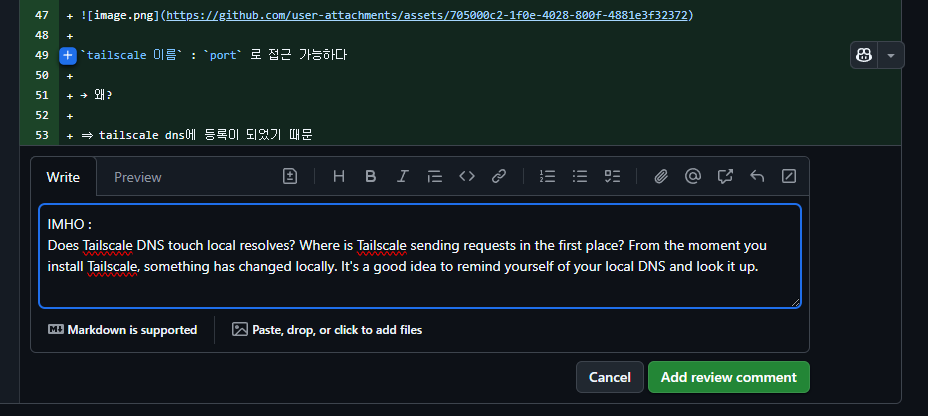 47 + ![image.png](https://github.com/user-attachments/assets/705000c2-1f0e-4028-800f-4881e3f32372)
48 +
49 + `tailscale 이름` : `port` 로 접근 가능하다
50 +
51 + → 왜?
52 +
53 + ⇒ tailscale dns에 등록이 되었기 때문
Write Preview
IMHO :
Does Tailscale DNS touch local resolves? Where is Tailscale sending requests in the first place? From the moment you
install Tailscale, something has changed locally. It's a good idea to remind yourself of your local DNS and look it up.
Markdown is supported Paste, drop, or click to add files
Cancel Add review comment